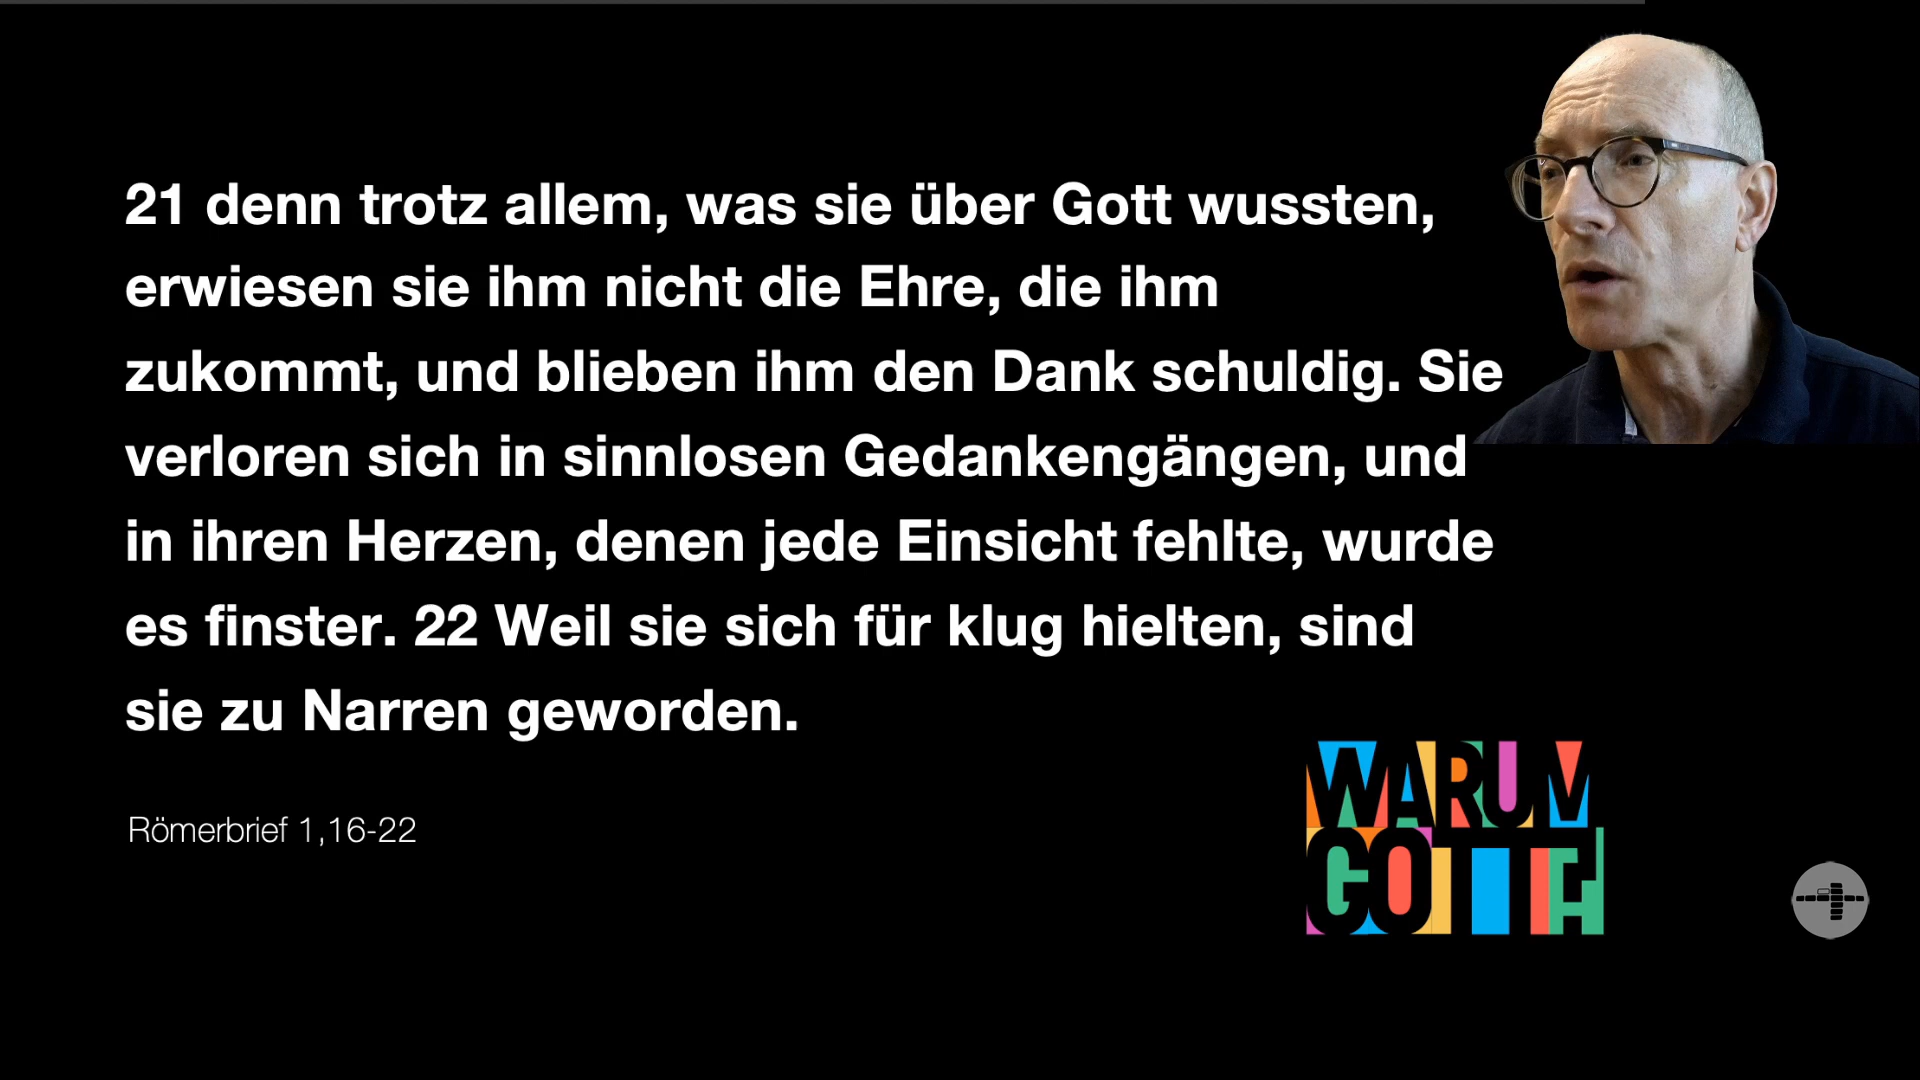 21 denn trotz allem, was sie über Gott wussten,
erwiesen sie ihm nicht die Ehre, die ihm
zukommt, und blieben ihm den Dank schuldig. Sie
verloren sich in sinnlosen Gedankengängen, und
in ihren Herzen, denen jede Einsicht fehlte, wurde
es finster. 22 Weil sie sich für klug hielten, sind
sie zu Narren geworden.
Römerbrief 1,16-22
WARUM
GOTT?